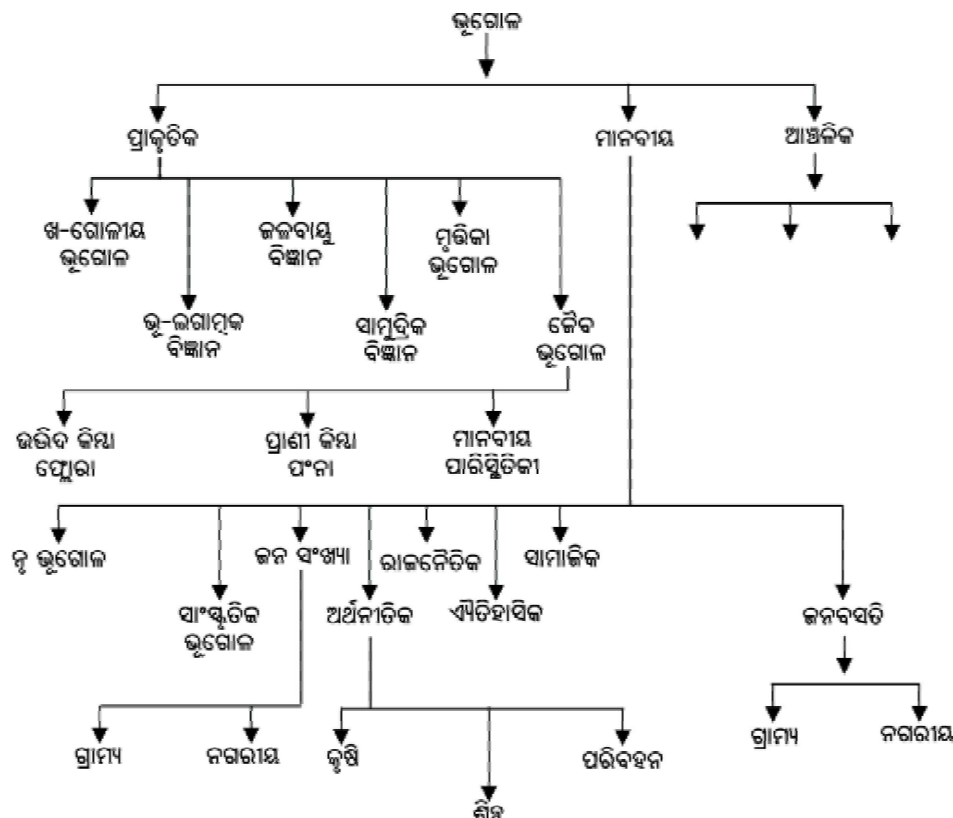 ଭୂଗୋଳ
ପ୍ରାକୃତିକ
ମାନବୀୟ
ଆଞ୍ଚଳିକ
ଖ-ଗୋଳୀୟ
ଭୂଗୋଳ
ଜଳବାୟୁ
ବିଜ୍ଞାନ
ମୃତ୍ତିକା
ଭୂଗୋଳ
ଭୂ-ଇଗାତ୍ମକ
ବିଜ୍ଞାନ
ସାମୁଦ୍ରିକ
ବିଜ୍ଞାନ
ଜୈବ
ଭୂଗୋଳ
ଉଦ୍ଭିଦ କିମ୍ବା
ଫ୍ଲୋରା
ପ୍ରାଣୀ କିମ୍ବା
ପଂନା
ମାନବୀୟ
ପାରିସ୍ଥିତିକୀ
ନୃ ଭୂଗୋଳ
ଜନ ସଂଖ୍ୟା
ରାଜନୈତିକ
ସାମାଜିକ
ସାଂସ୍କୃତିକ
ଭୂଗୋଳ
ଅର୍ଥନୀତିକ
ଐତିହାସିକ
ଜନବସତି
ଗ୍ରାମ୍ୟ
ନଗରୀୟ
କୃଷି
ପରିବହନ
ଗ୍ରାମ୍ୟ
ନଗରୀୟ